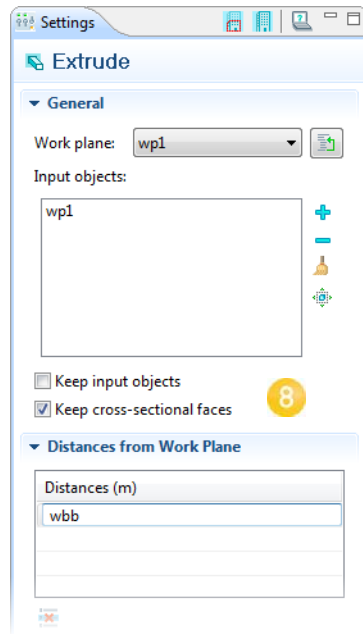 Settings
Extrude
General
Work plane: wp1
Input objects:
wp1
Keep input objects
Keep cross-sectional faces
8
Distances from Work Plane
Distances (m)
wbb